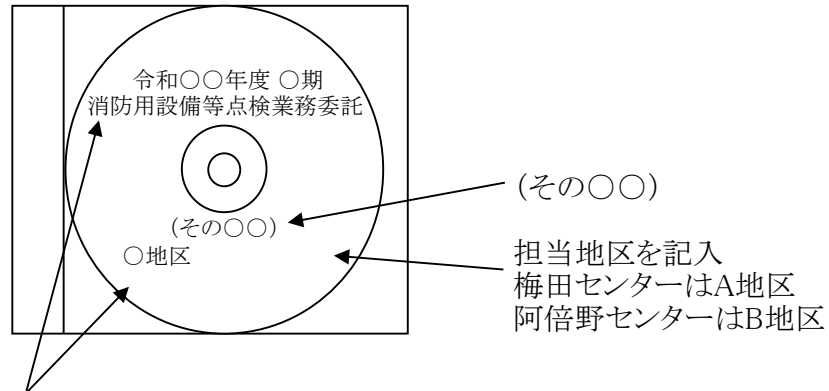 令和○○年度 ○期
消防用設備等点検業務委託
(その○○)
○地区
(その○○)
担当地区を記入
梅田センターはA地区
阿倍野センターはB地区